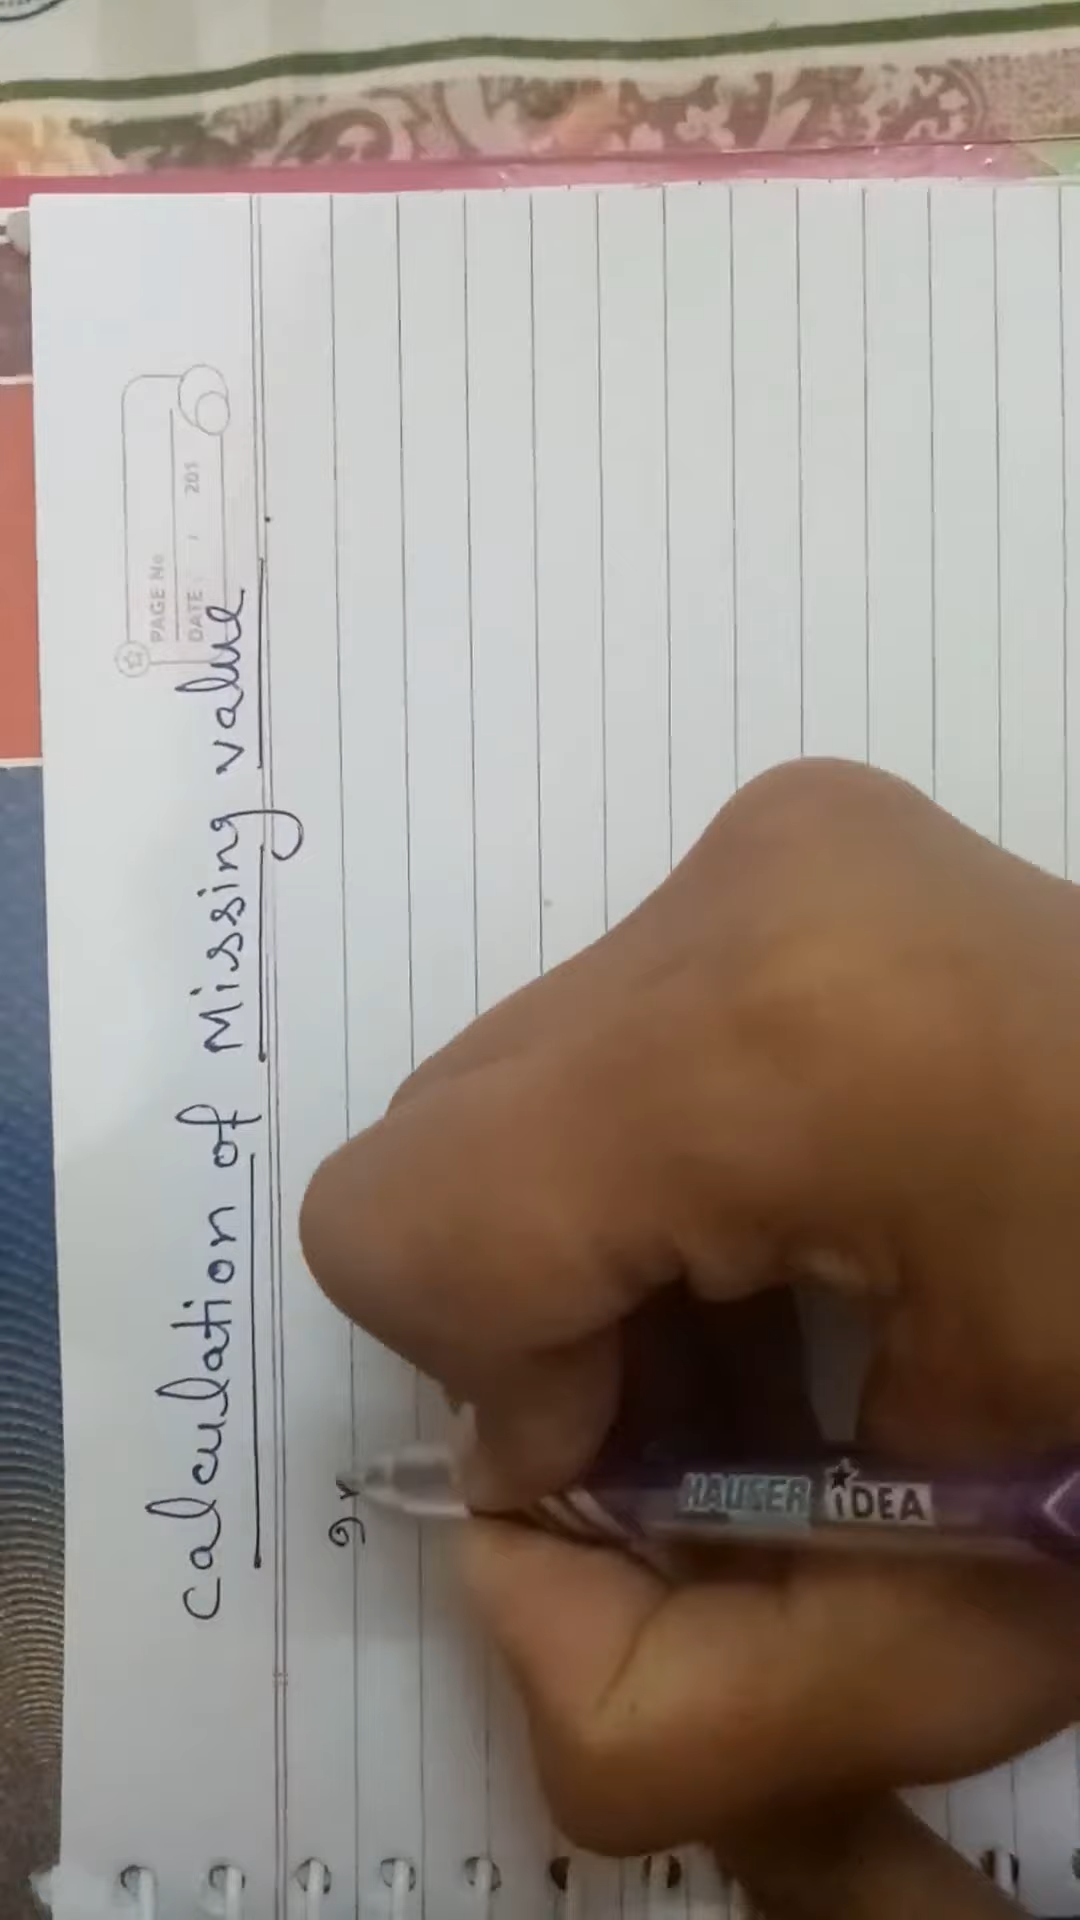 PAGE No
DATE / 201
Calculation of Missing value
HAUSER iDEA